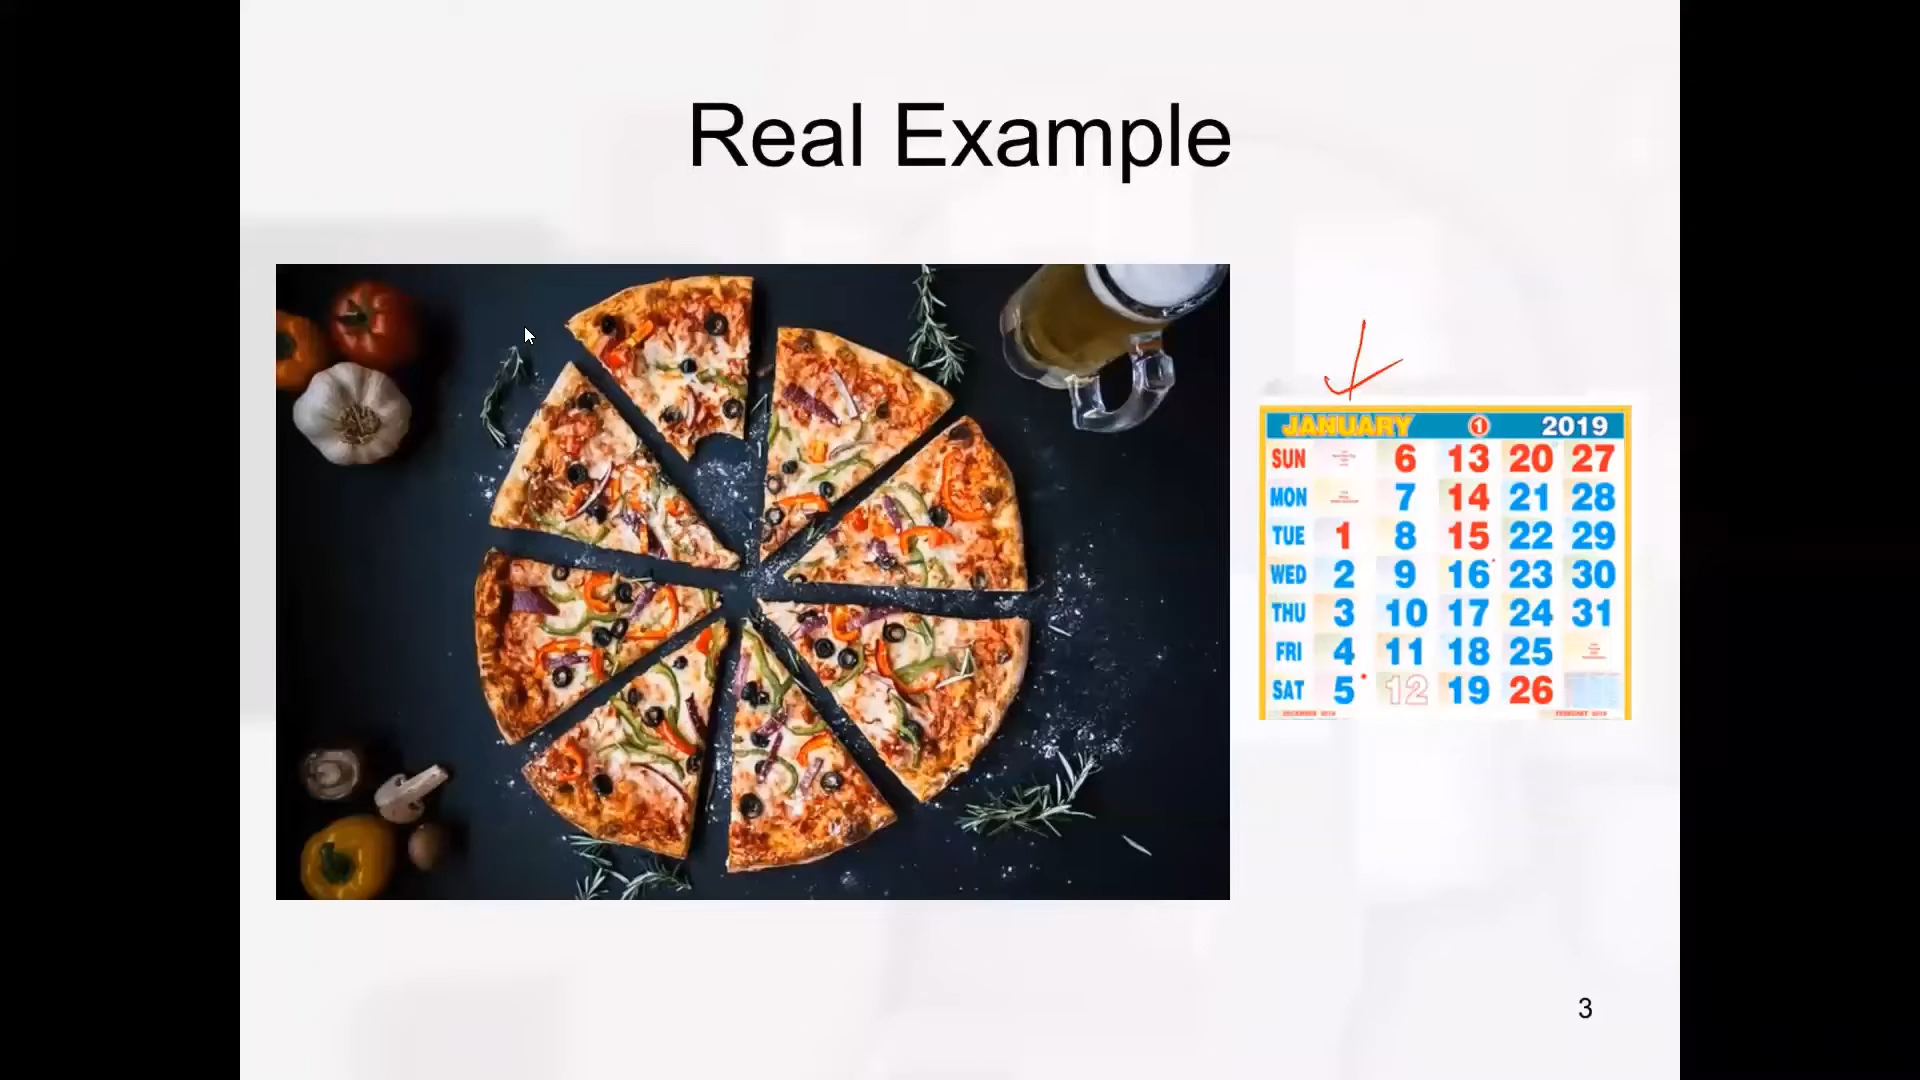 Real Example
JANUARY 1 2019
SUN 6 13 20 27
MON 7 14 21 28
TUE 1 8 15 22 29
WED 2 9 16 23 30
THU 3 10 17 24 31
FRI 4 11 18 25
SAT 5 12 19 26
3